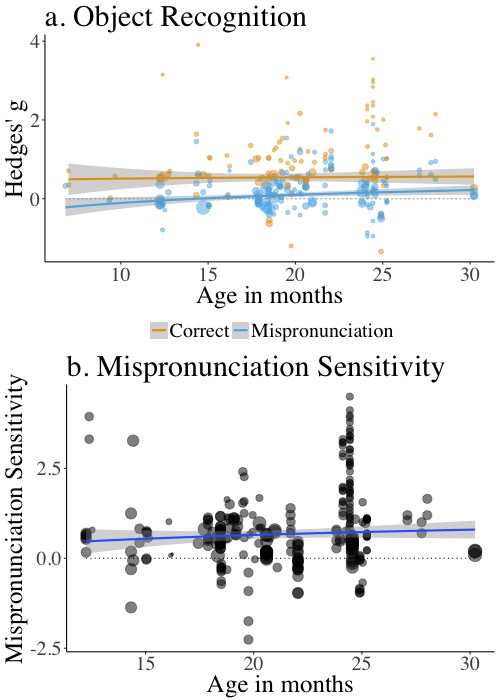 a. Object Recognition
Hedges' g
4
2
0
10 15 20 25 30
Age in months
Correct Mispronunciation
b. Mispronunciation Sensitivity
Mispronunciation Sensitivity
2.5
0.0
-2.5
15 20 25 30
Age in months